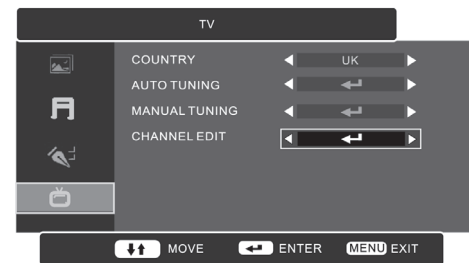 TV
COUNTRY UK
AUTO TUNING
MANUAL TUNING
CHANNEL EDIT
MOVE ENTER MENU EXIT